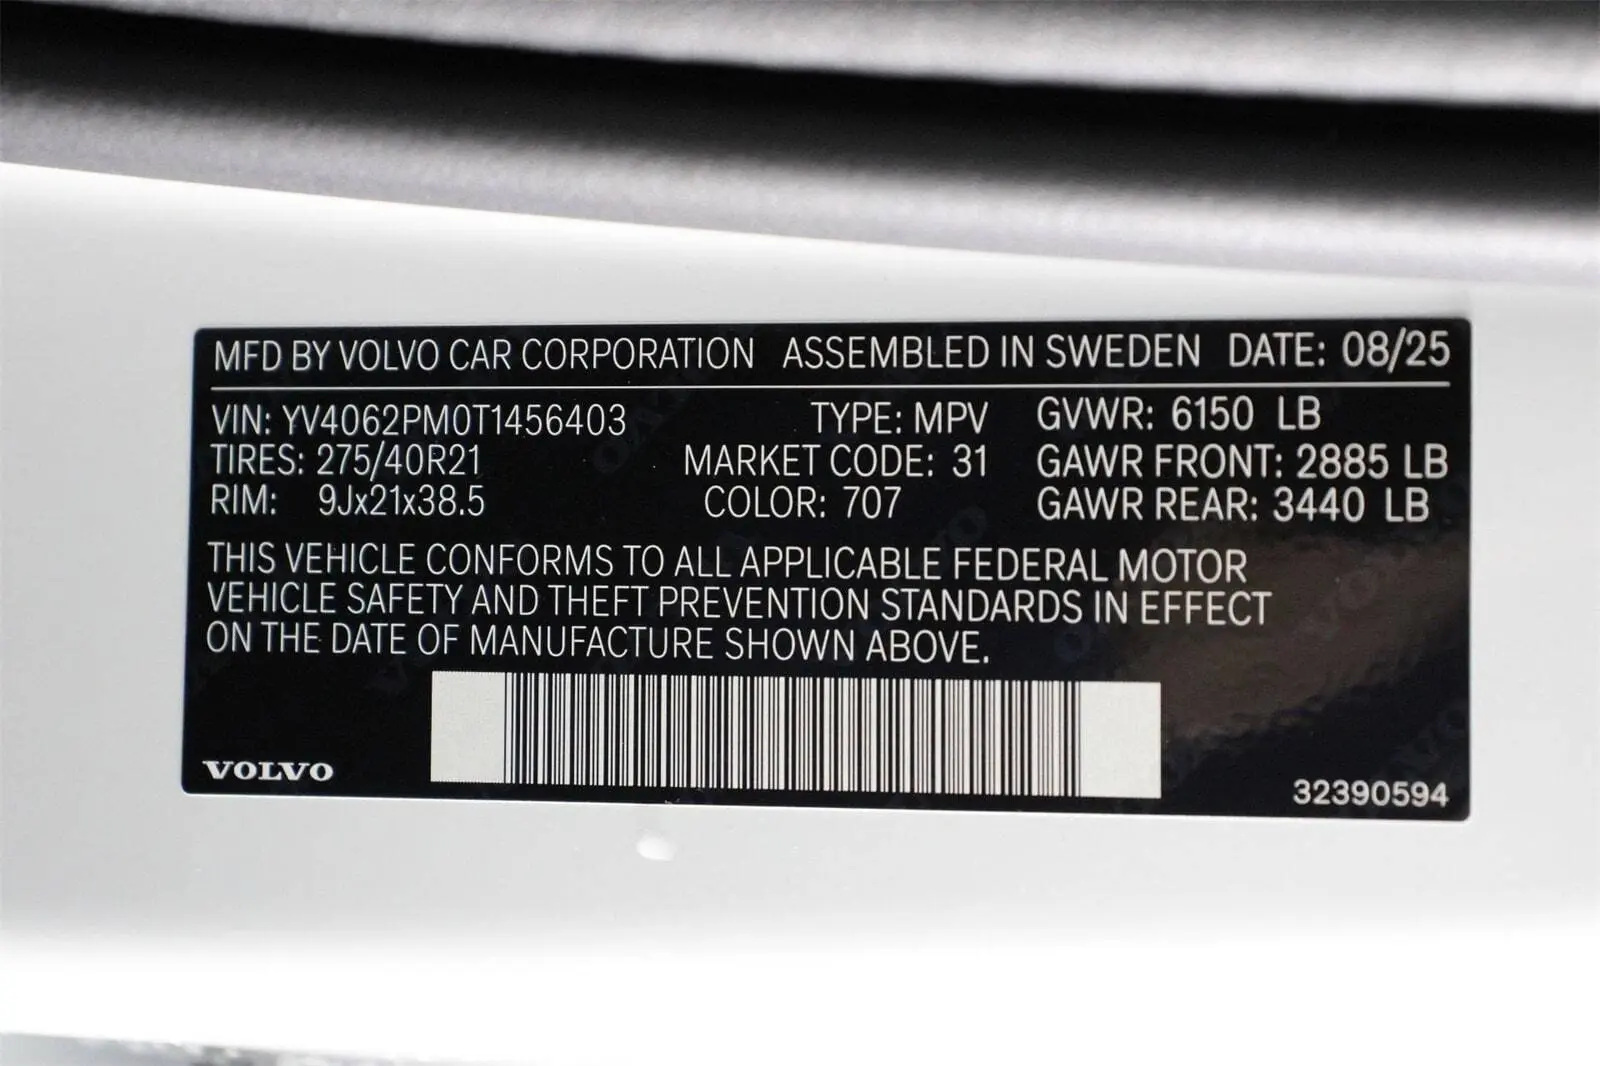 MFD BY VOLVO CAR CORPORATION ASSEMBLED IN SWEDEN DATE: 08/25
VIN: YV4062PM0T1456403 TYPE: MPV GVWR: 6150 LB
TIRES: 275/40R21 MARKET CODE: 31 GAWR FRONT: 2885 LB
RIM: 9Jx21x38.5 COLOR: 707 GAWR REAR: 3440 LB
THIS VEHICLE CONFORMS TO ALL APPLICABLE FEDERAL MOTOR
VEHICLE SAFETY AND THEFT PREVENTION STANDARDS IN EFFECT
ON THE DATE OF MANUFACTURE SHOWN ABOVE.
VOLVO 32390594